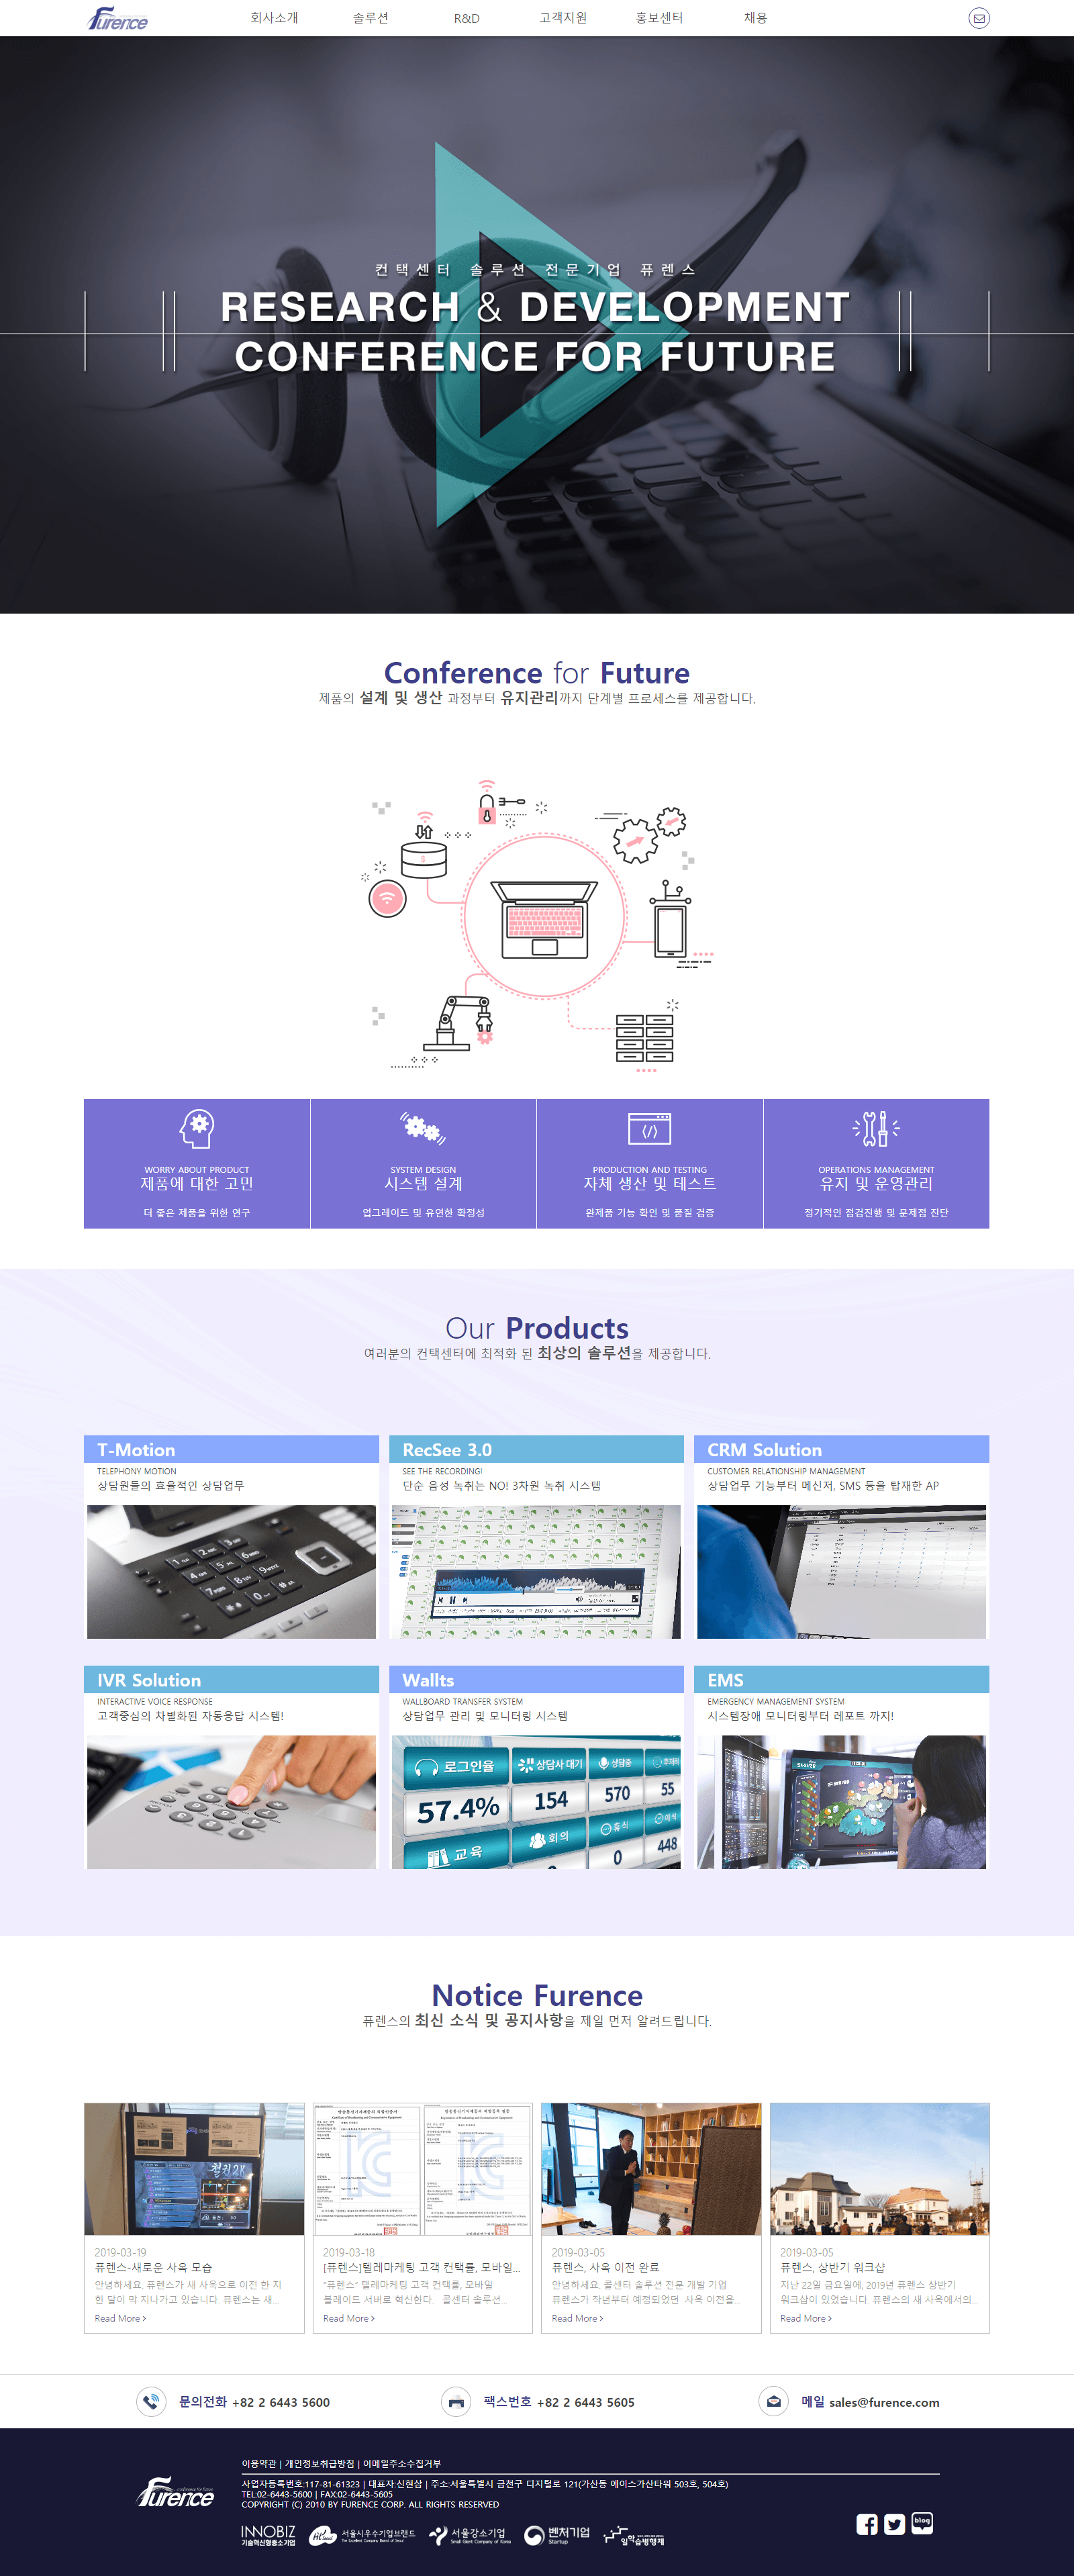 Furence
회사소개
솔루션
R&D
고객지원
홍보센터
채용
컨택센터 솔루션 전문기업 퓨렌스
RESEARCH & DEVELOPMENT
CONFERENCE FOR FUTURE
Conference for Future
제품의 설계 및 생산 과정부터 유지관리까지 단계별 프로세스를 제공합니다.
WORRY ABOUT PRODUCT
제품에 대한 고민
더 좋은 제품을 위한 연구
SYSTEM DESIGN
시스템 설계
업그레이드 및 유연한 확정성
PRODUCTION AND TESTING
자체 생산 및 테스트
완제품 기능 확인 및 품질 검증
OPERATIONS MANAGEMENT
유지 및 운영관리
정기적인 점검진행 및 문제점 진단
Our Products
여러분의 컨택센터에 최적화 된 최상의 솔루션을 제공합니다.
T-Motion
TELEPHONY MOTION
상담원들의 효율적인 상담업무
RecSee 3.0
SEE THE RECORDING!
단순 음성 녹취는 NO! 3차원 녹취 시스템
CRM Solution
CUSTOMER RELATIONSHIP MANAGEMENT
상담업무 기능부터 메신저, SMS 등을 탑재한 AP
IVR Solution
INTERACTIVE VOICE RESPONSE
고객중심의 차별화된 자동응답 시스템!
Wallts
WALLBOARD TRANSFER SYSTEM
상담업무 관리 및 모니터링 시스템
로그인율
상담사 대기
상담중
57.4%
154
570
55
교육
회의
휴식
0
448
EMS
EMERGENCY MANAGEMENT SYSTEM
시스템장애 모니터링부터 레포트 까지!
Notice Furence
퓨렌스의 최신 소식 및 공지사항을 제일 먼저 알려드립니다.
2019-03-19
퓨렌스-새로운 사옥 모습
안녕하세요. 퓨렌스가 새 사옥으로 이전 한 지
한 달이 막 지나가고 있습니다. 퓨렌스는 새...
Read More >
2019-03-18
[퓨렌스]텔레마케팅 고객 컨택률, 모바일...
"퓨렌스" 텔레마케팅 고객 컨택률, 모바일
블레이드 서버로 혁신한다. 콜센터 솔루션...
Read More >
2019-03-05
퓨렌스, 사옥 이전 완료
안녕하세요. 콜센터 솔루션 전문 개발 기업
퓨렌스가 작년부터 예정되었던 사옥 이전을...
Read More >
2019-03-05
퓨렌스, 상반기 워크샵
지난 22일 금요일에, 2019년 퓨렌스 상반기
워크샵이 있었습니다. 퓨렌스의 새 사옥에서의...
Read More >
문의전화 +82 2 6443 5600
팩스번호 +82 2 6443 5605
메일 sales@furence.com
conference for future
Furence
이용약관 | 개인정보취급방침 | 이메일주소수집거부
사업자등록번호:117-81-61323 | 대표자:신현삼 | 주소:서울특별시 금천구 디지털로 121(가산동 에이스가산타워 503호, 504호)
TEL:02-6443-5600 | FAX:02-6443-5605
COPYRIGHT (C) 2010 BY FURENCE CORP. ALL RIGHTS RESERVED
INNOBIZ
기술혁신형중소기업
Hi Seoul
서울시우수기업브랜드
The Excellent Company Brand of Seoul
서울강소기업
Small Giant Company of Korea
벤처기업
Startup
일학습병행제
blog